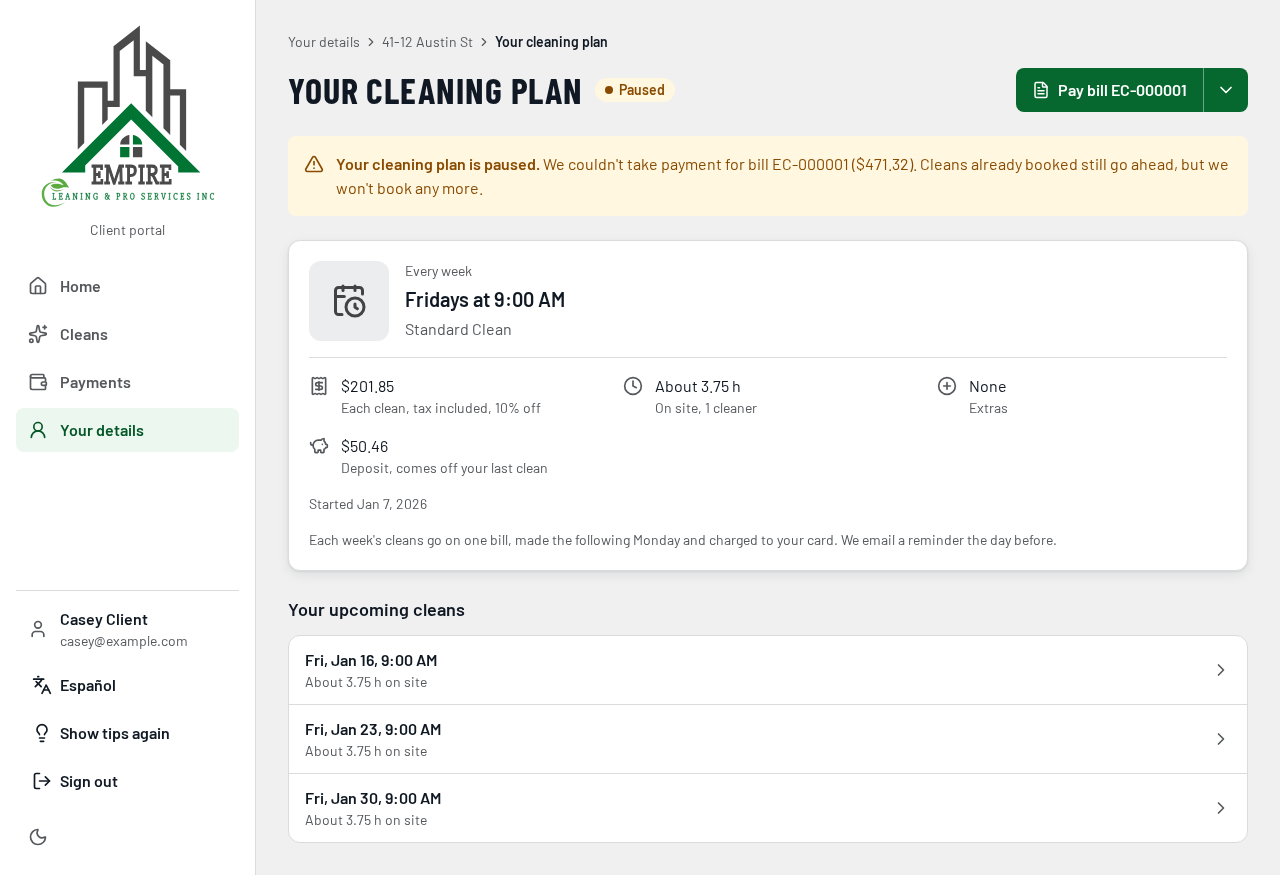 EMPIRE
LEANING & PRO SERVICES INC
Client portal
Home
Cleans
Payments
Your details
Casey Client
casey@example.com
Español
Show tips again
Sign out
Your details > 41-12 Austin St > Your cleaning plan
YOUR CLEANING PLAN
Paused
Pay bill EC-000001
Your cleaning plan is paused. We couldn't take payment for bill EC-000001 ($471.32). Cleans already booked still go ahead, but we
won't book any more.
Every week
Fridays at 9:00 AM
Standard Clean
$201.85
Each clean, tax included, 10% off
About 3.75 h
On site, 1 cleaner
None
Extras
$50.46
Deposit, comes off your last clean
Started Jan 7, 2026
Each week's cleans go on one bill, made the following Monday and charged to your card. We email a reminder the day before.
Your upcoming cleans
Fri, Jan 16, 9:00 AM
About 3.75 h on site
Fri, Jan 23, 9:00 AM
About 3.75 h on site
Fri, Jan 30, 9:00 AM
About 3.75 h on site